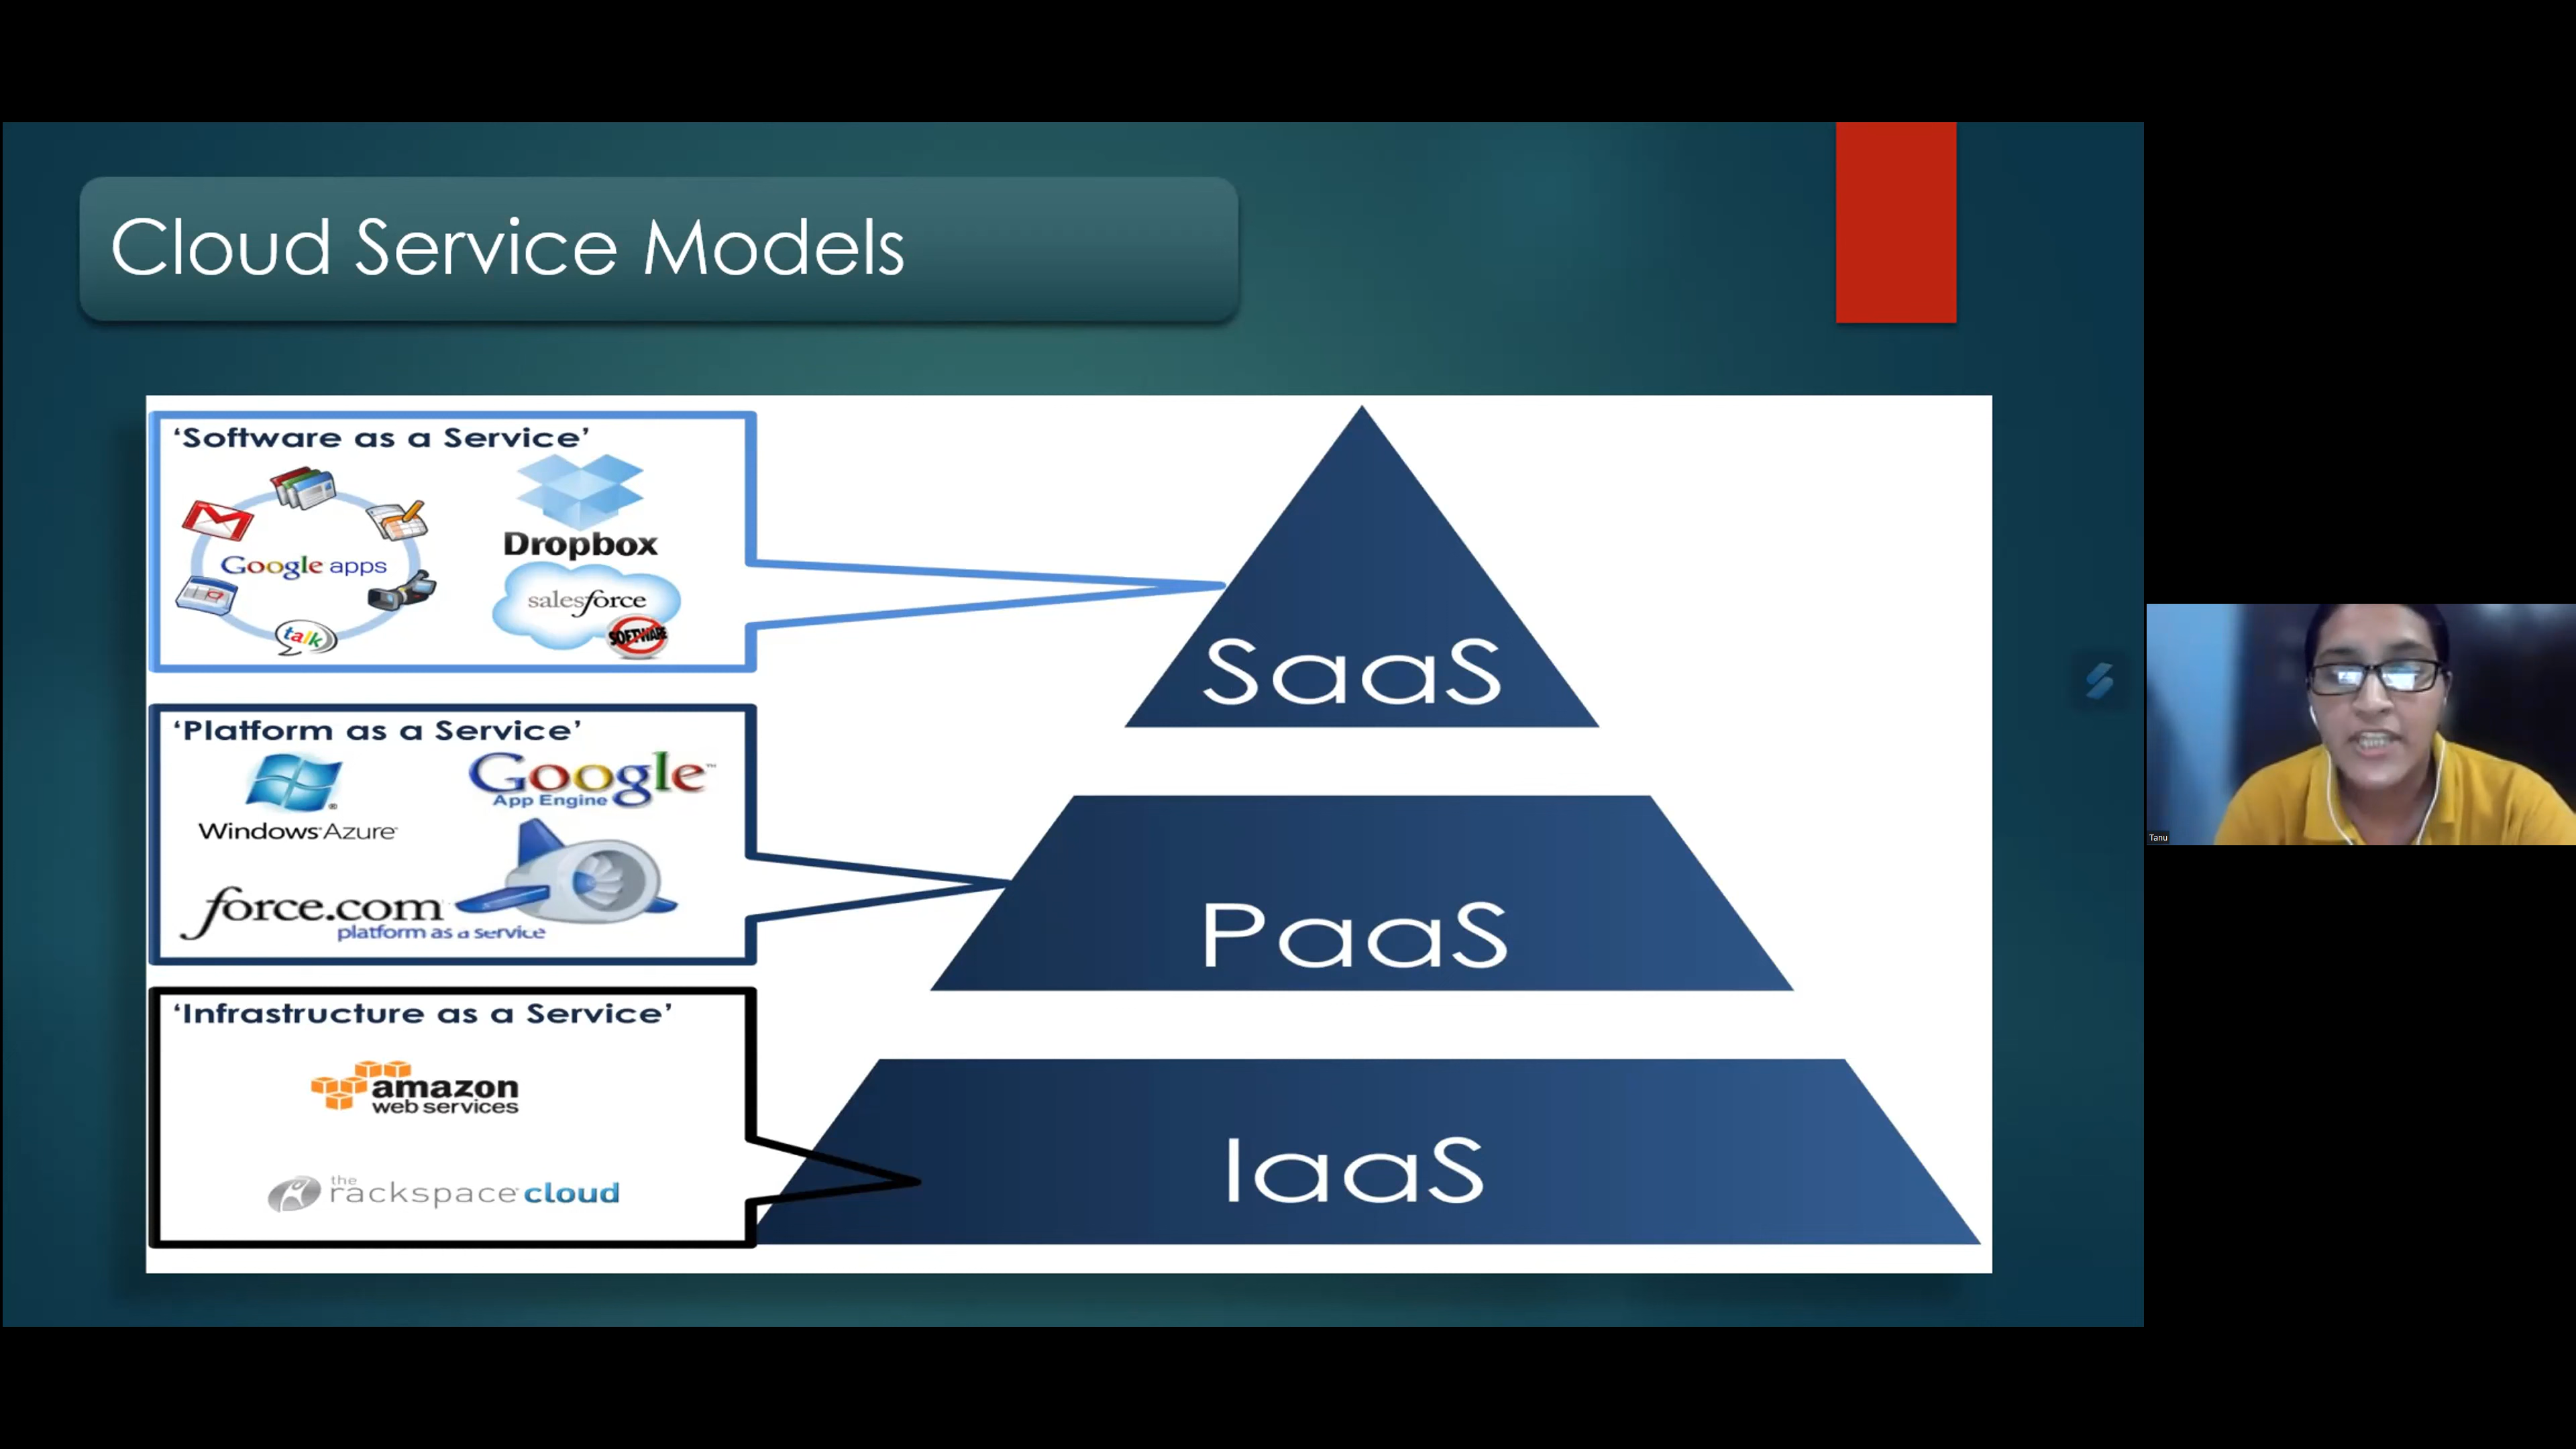 Cloud Service Models
‘Software as a Service’
Google apps
talk
Dropbox
salesforce
SOFTWARE
SaaS
‘Platform as a Service’
Windows Azure
Google™
App Engine
force.com
platform as a service
PaaS
‘Infrastructure as a Service’
amazon
web services
the
rackspace cloud
IaaS
Tanu